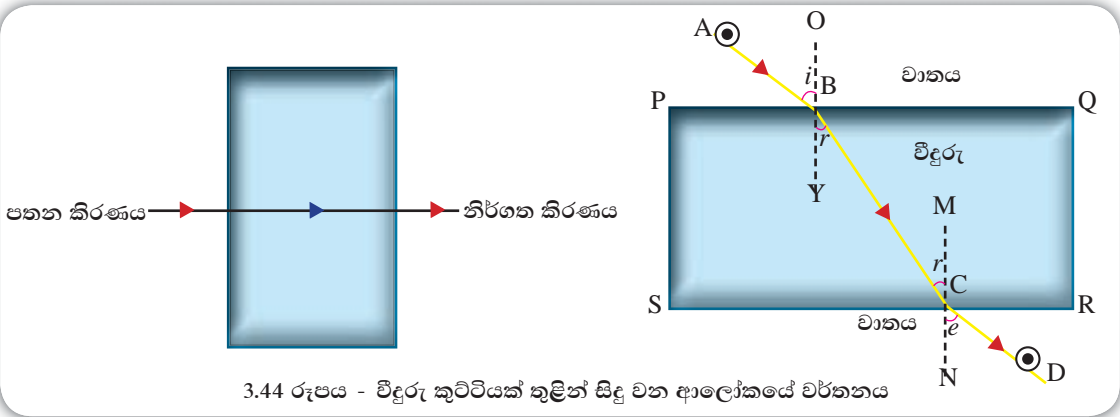 පතන කිරණය
නිර්ගත කිරණය
A
O
i
B
වාතය
P
Q
r
වීදුරු
Y
M
r
C
S
R
වාතය
e
D
N
3.44 රූපය - වීදුරු කුට්ටියක් තුළින් සිදු වන ආලෝකයේ වර්තනය